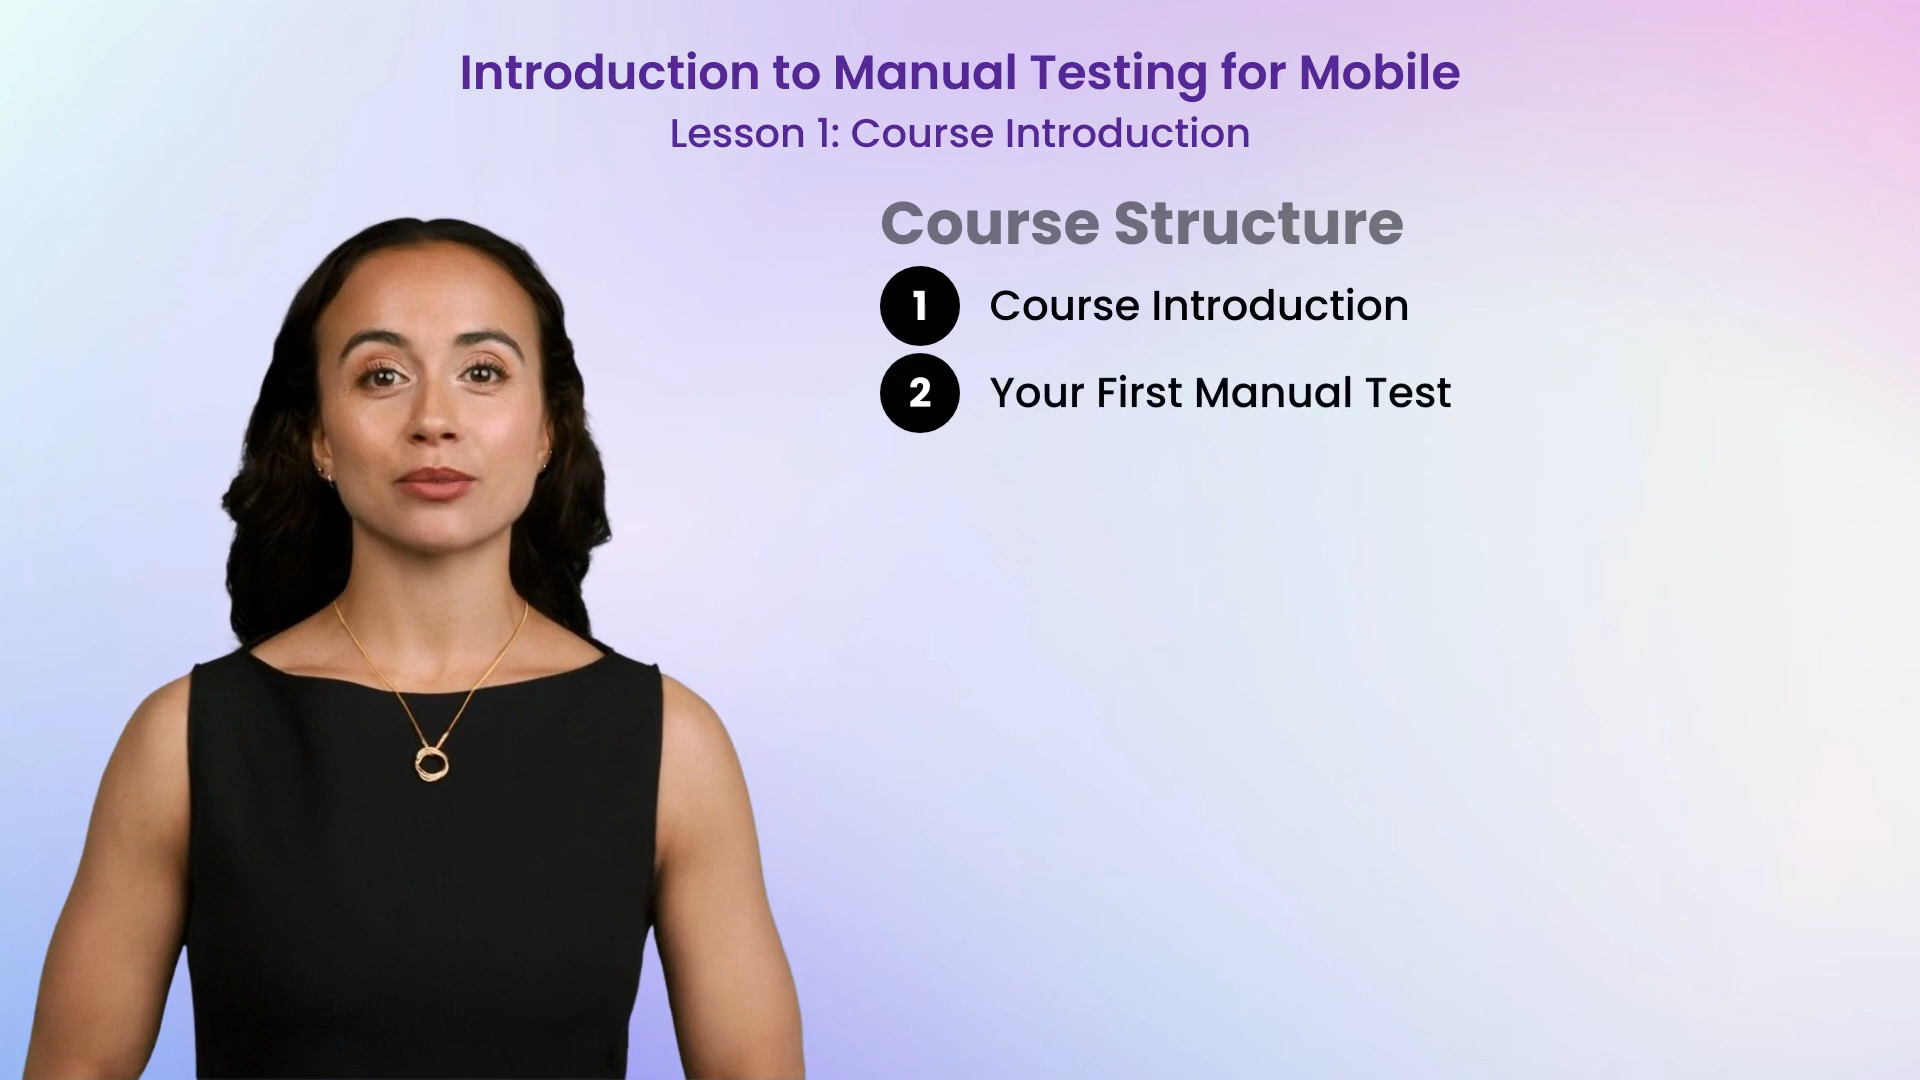 Introduction to Manual Testing for Mobile
Lesson 1: Course Introduction
Course Structure
1 Course Introduction
2 Your First Manual Test